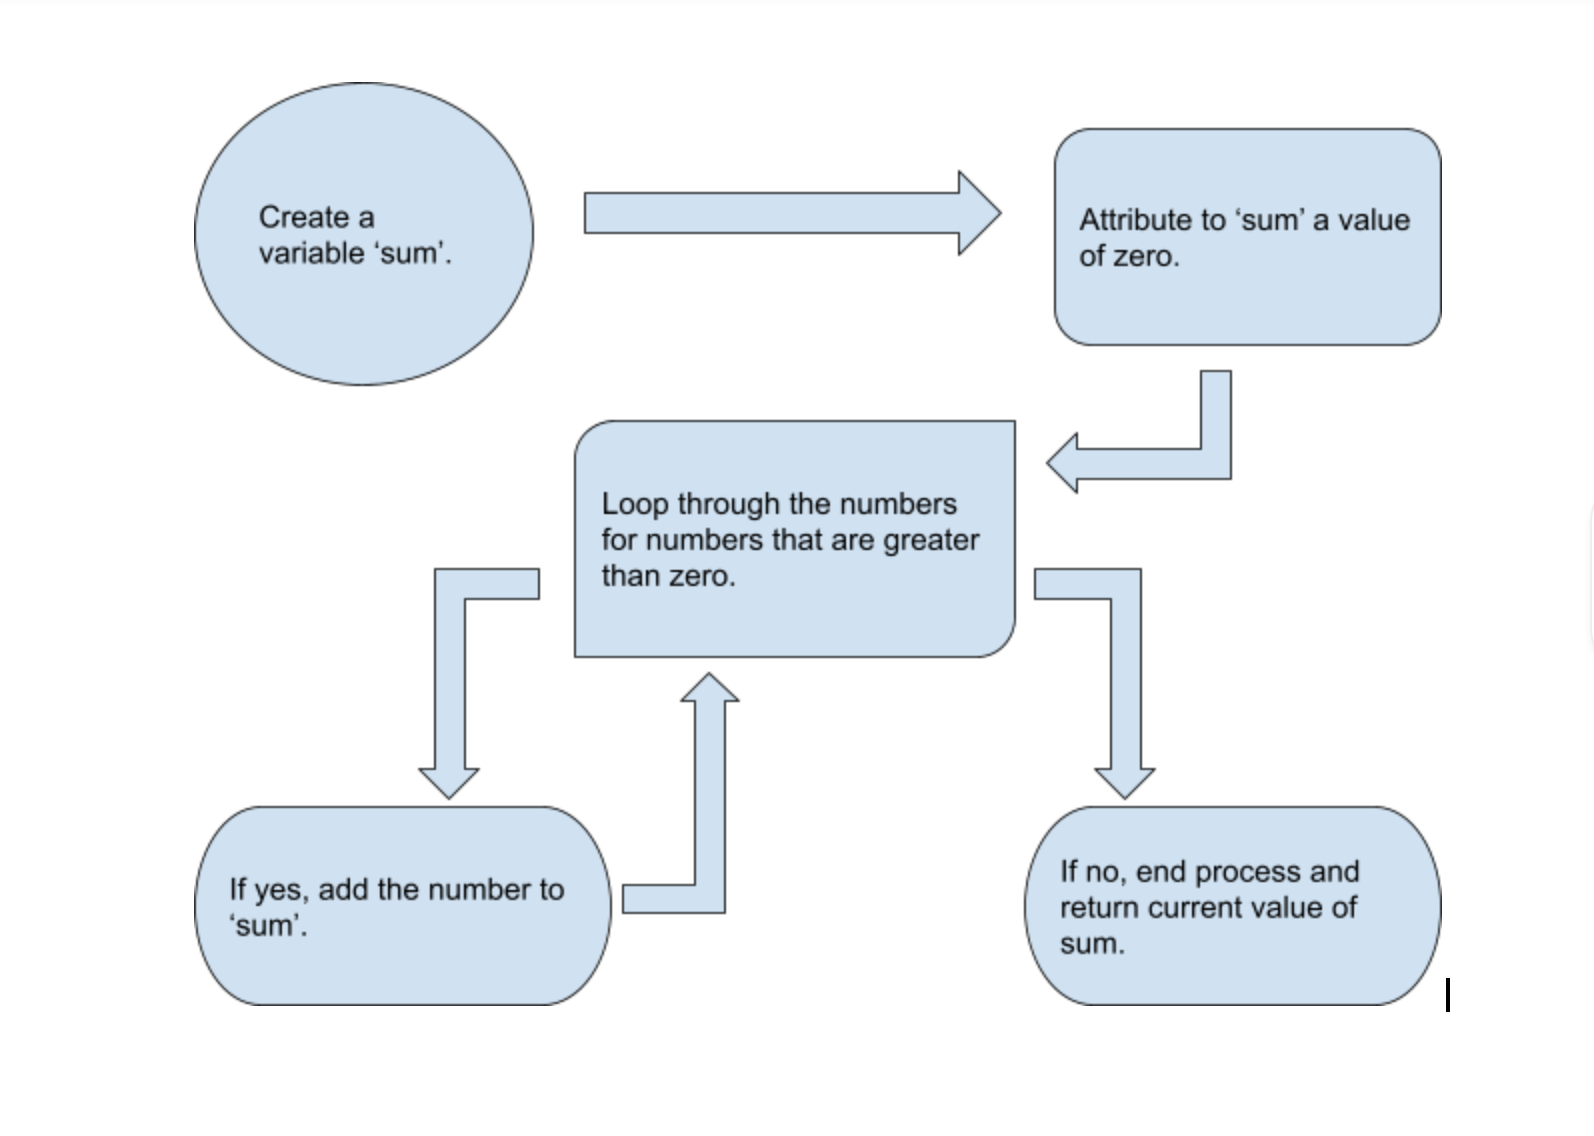 Create a
variable ‘sum’.
Attribute to ‘sum’ a value
of zero.
Loop through the numbers
for numbers that are greater
than zero.
If yes, add the number to
‘sum’.
If no, end process and
return current value of
sum.